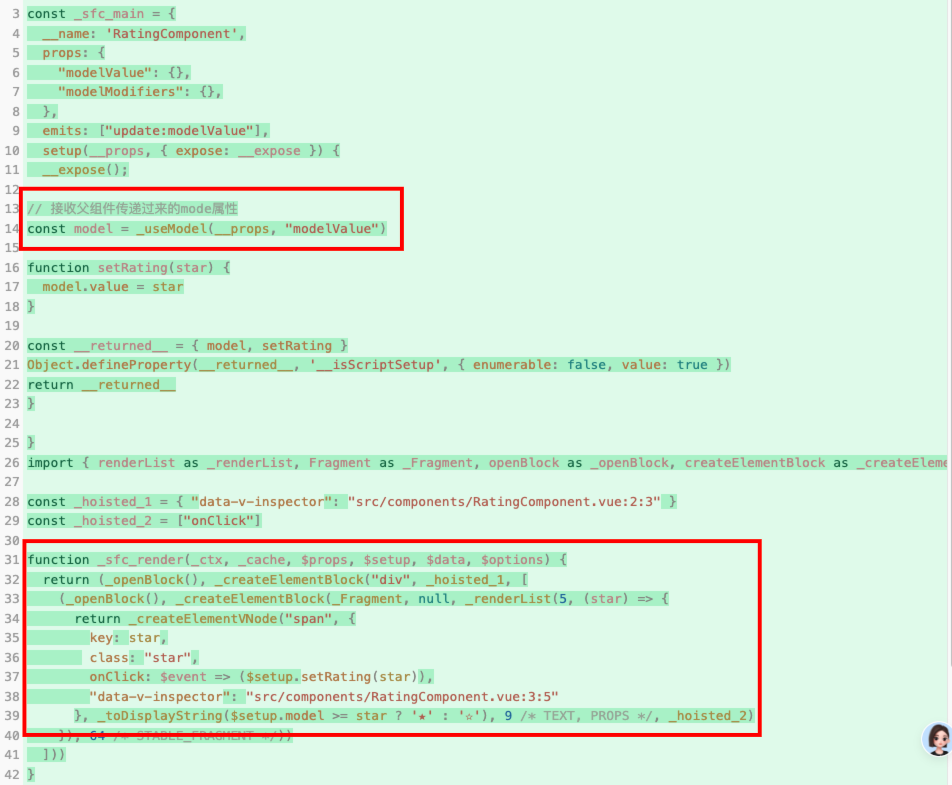 3 const _sfc_main = {
4 __name: 'RatingComponent',
5 props: {
6 "modelValue": {},
7 "modelModifiers": {},
8 },
9 emits: ["update:modelValue"],
10 setup(__props, { expose: __expose }) {
11 __expose();
12
13 // 接收父组件传递过来的mode属性
14 const model = _useModel(__props, "modelValue")
15
16 function setRating(star) {
17 model.value = star
18 }
19
20 const __returned__ = { model, setRating }
21 Object.defineProperty(__returned__, '__isScriptSetup', { enumerable: false, value: true })
22 return __returned__
23 }
24
25 }
26 import { renderList as _renderList, Fragment as _Fragment, openBlock as _openBlock, createElementBlock as _createEleme
27
28 const _hoisted_1 = { "data-v-inspector": "src/components/RatingComponent.vue:2:3" }
29 const _hoisted_2 = ["onClick"]
30
31 function _sfc_render(_ctx, _cache, $props, $setup, $data, $options) {
32 return (_openBlock(), _createElementBlock("div", _hoisted_1, [
33 (_openBlock(), _createElementBlock(_Fragment, null, _renderList(5, (star) => {
34 return _createElementVNode("span", {
35 key: star,
36 class: "star",
37 onClick: $event => ($setup.setRating(star)),
38 "data-v-inspector": "src/components/RatingComponent.vue:3:5"
39 }, _toDisplayString($setup.model >= star ? '★' : '☆'), 9 /* TEXT, PROPS */, _hoisted_2)
40 }), 64 /* STABLE_FRAGMENT */))
41 ]))
42 }